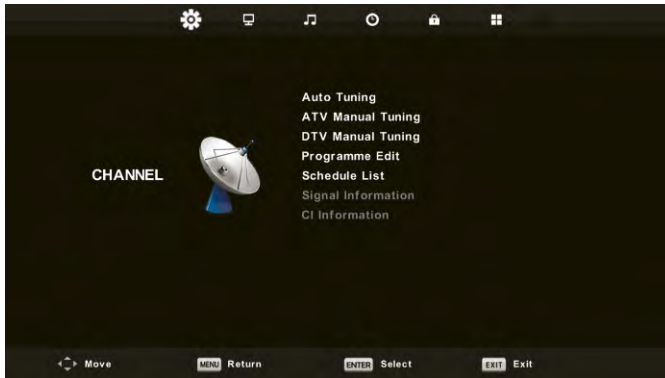 Auto Tuning
ATV Manual Tuning
DTV Manual Tuning
Programme Edit
CHANNEL
Schedule List
Signal Information
CI Information
Move MENU Return ENTER Select EXIT Exit